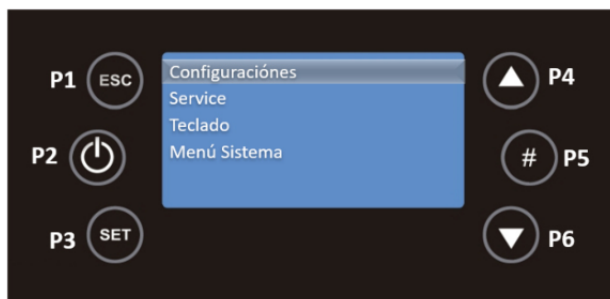 P1 ESC
P2
P3 SET
Configuraciónes
Service
Teclado
Menú Sistema
P4
# P5
P6